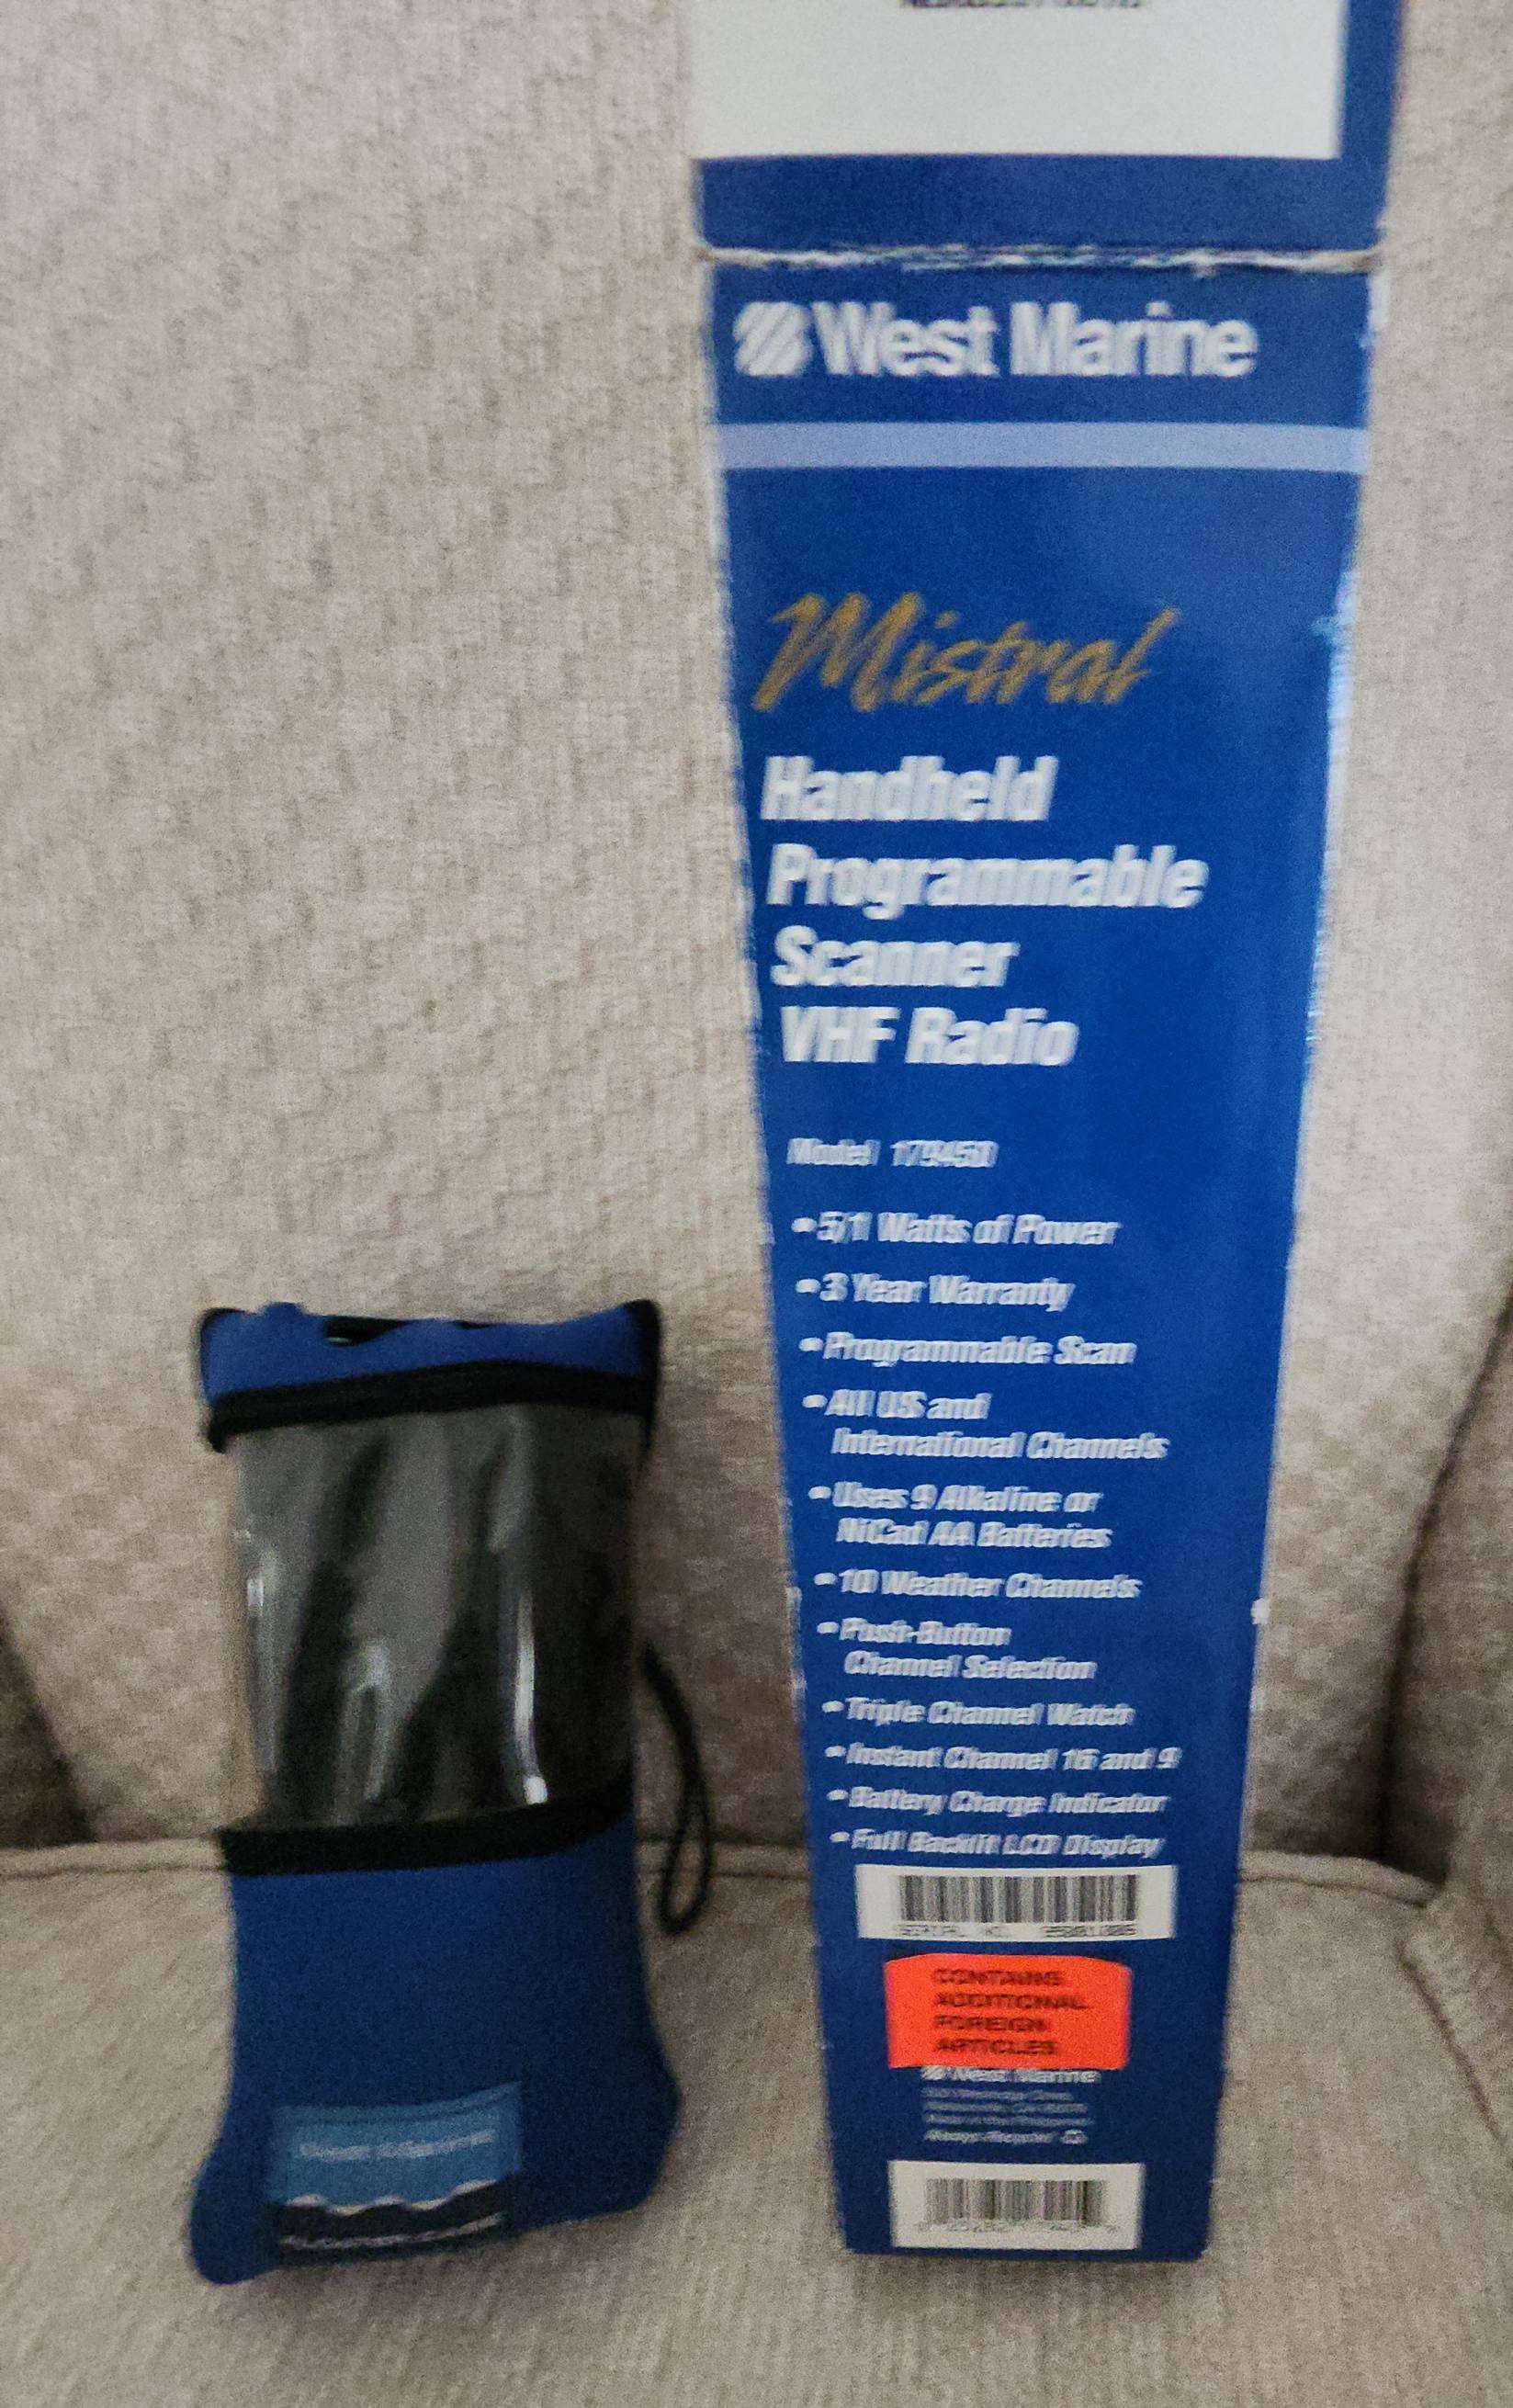 West Marine
Mistral
Handheld
Programmable
Scanner
VHF Radio
Model 179450
• 5/1 Watts of Power
• 3 Year Warranty
• Programmable Scan
• All US and
International Channels
• Uses 9 Alkaline or
NiCad AA Batteries
• 10 Weather Channels
• Push-Button
Channel Selection
• Triple Channel Watch
• Instant Channel 16 and 9
• Battery Charge Indicator
• Full Backlit LCD Display
CONTAINS
ADDITIONAL
FOREIGN
ARTICLES
West Marine